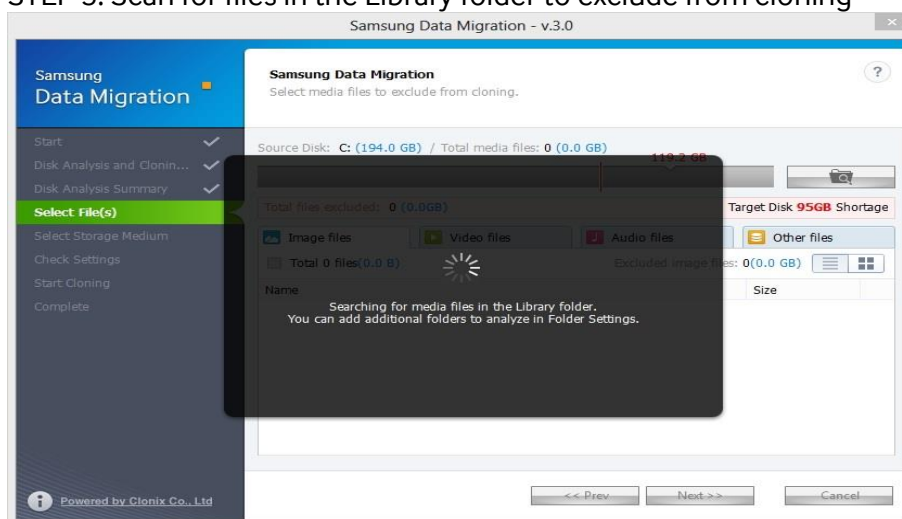 STEP 3. Scan for files in the Library folder to exclude from cloning
Samsung Data Migration - v.3.0
Samsung
Data Migration
Samsung Data Migration
Select media files to exclude from cloning.
?
Start
Disk Analysis and Clonin...
Disk Analysis Summary
Select File(s)
Select Storage Medium
Check Settings
Start Cloning
Complete
Source Disk: C: (194.0 GB) / Total media files: 0 (0.0 GB)
119.2 GB
Total files excluded: 0 (0.0GB)
Target Disk 95GB Shortage
Image files
Video files
Audio files
Other files
Total 0 files(0.0 B)
Excluded image files: 0(0.0 GB)
Name
Size
Searching for media files in the Library folder.
You can add additional folders to analyze in Folder Settings.
Powered by Clonix Co., Ltd
<< Prev
Next >>
Cancel